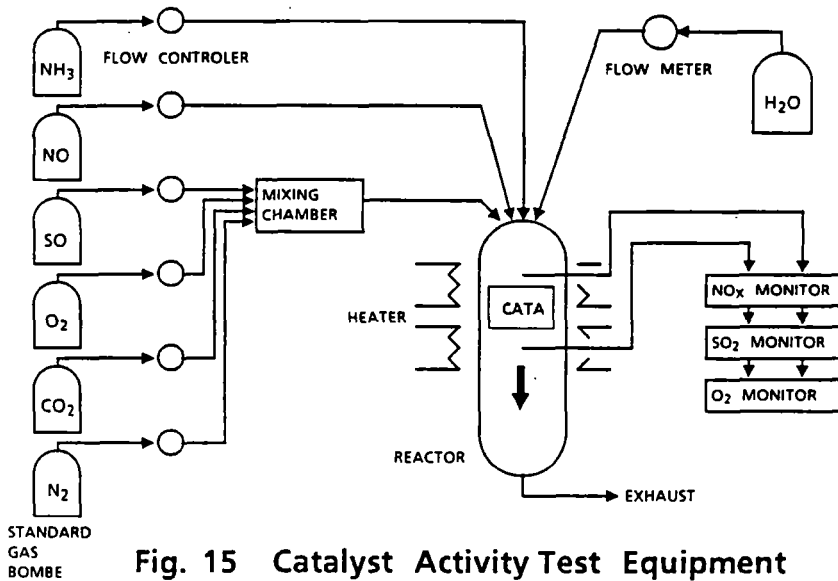 NH3
FLOW CONTROLER
FLOW METER
H2O
NO
SO
MIXING
CHAMBER
O2
HEATER
CATA
NOX MONITOR
SO2 MONITOR
O2 MONITOR
CO2
REACTOR
N2
EXHAUST
STANDARD
GAS
BOMBE
Fig. 15 Catalyst Activity Test Equipment